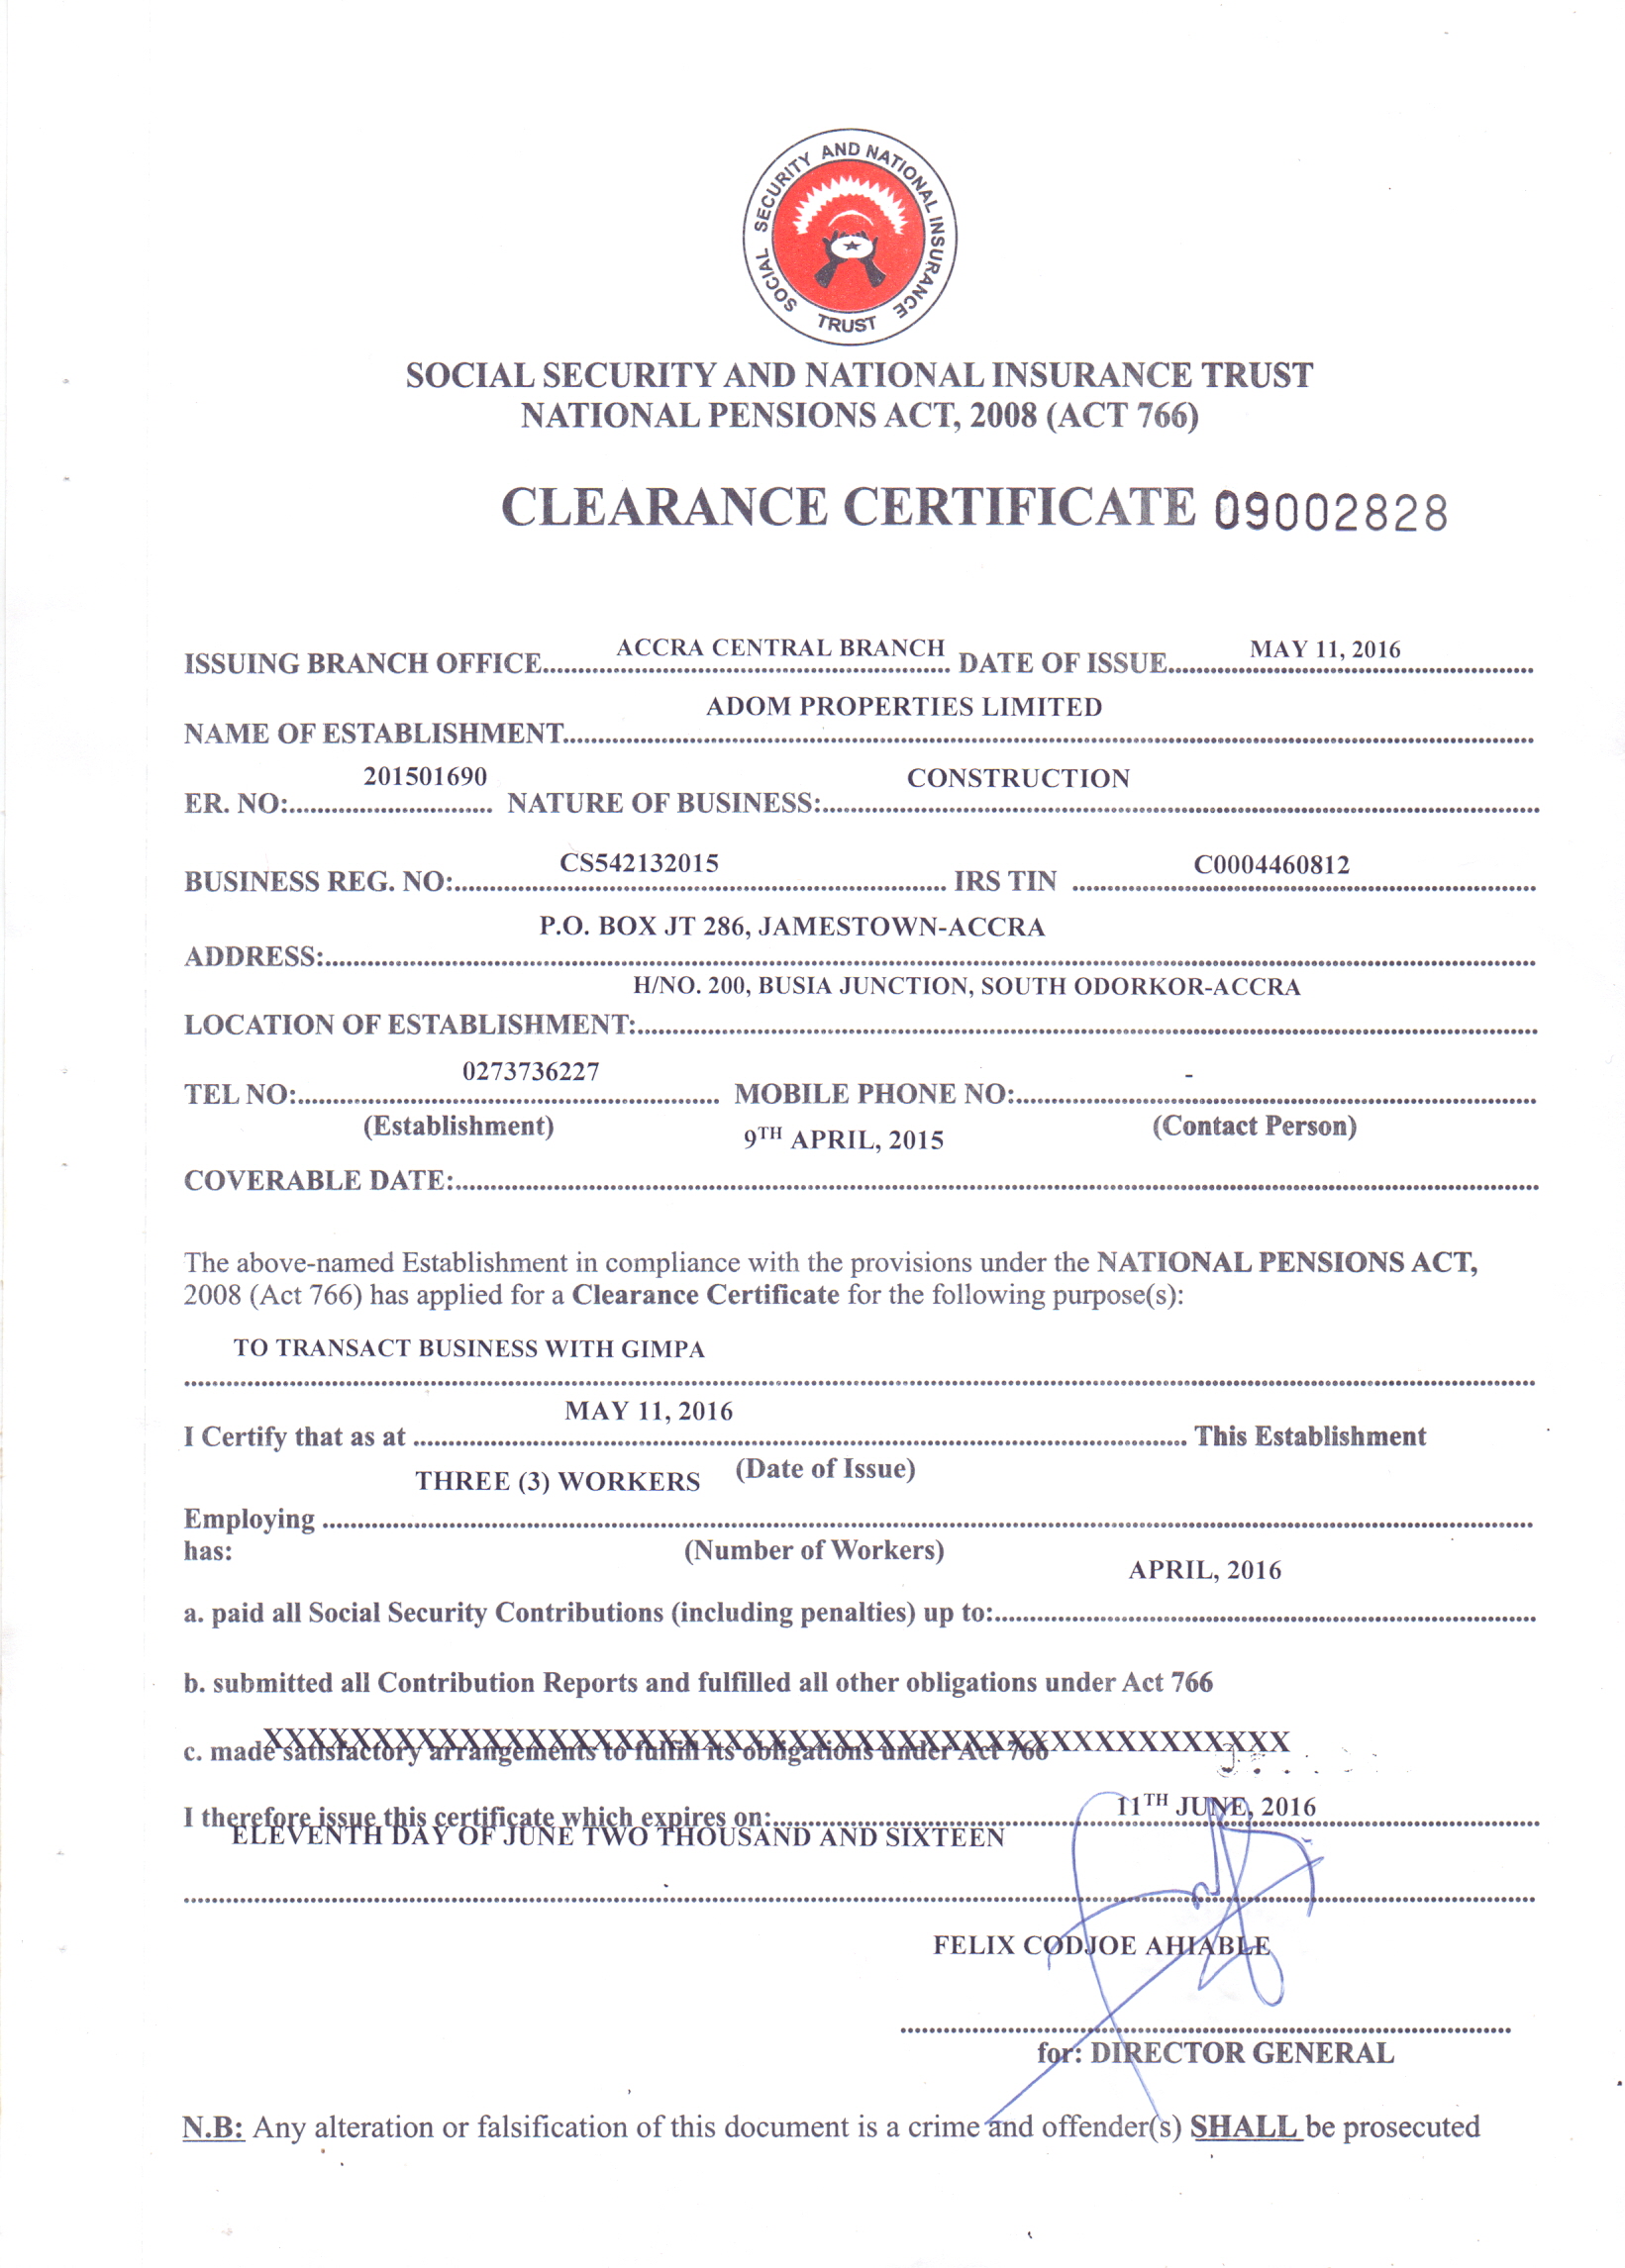 SOCIAL SECURITY AND NATIONAL INSURANCE TRUST
SOCIAL SECURITY AND NATIONAL INSURANCE TRUST
NATIONAL PENSIONS ACT, 2008 (ACT 766)
CLEARANCE CERTIFICATE 09002828
ISSUING BRANCH OFFICE ACCRA CENTRAL BRANCH DATE OF ISSUE MAY 11, 2016
ADOM PROPERTIES LIMITED
NAME OF ESTABLISHMENT
201501690 CONSTRUCTION
ER. NO: NATURE OF BUSINESS:
CS542132015 C0004460812
BUSINESS REG. NO: IRS TIN
P.O. BOX JT 286, JAMESTOWN-ACCRA
ADDRESS:
H/NO. 200, BUSIA JUNCTION, SOUTH ODORKOR-ACCRA
LOCATION OF ESTABLISHMENT:
0273736227 -
TEL NO: MOBILE PHONE NO:
(Establishment) (Contact Person)
9TH APRIL, 2015
COVERABLE DATE:
The above-named Establishment in compliance with the provisions under the NATIONAL PENSIONS ACT,
2008 (Act 766) has applied for a Clearance Certificate for the following purpose(s):
TO TRANSACT BUSINESS WITH GIMPA
MAY 11, 2016
I Certify that as at This Establishment
(Date of Issue)
THREE (3) WORKERS
Employing
has: (Number of Workers)
APRIL, 2016
a. paid all Social Security Contributions (including penalties) up to:
b. submitted all Contribution Reports and fulfilled all other obligations under Act 766
XXXXXXXXXXXXXXXXXXXXXXXXXXXXXXXXXXXXXXXXXXXXXXX
c. made satisfactory arrangements to fulfill its obligations under Act 766
11TH JUNE, 2016
I therefore issue this certificate which expires on:
ELEVENTH DAY OF JUNE TWO THOUSAND AND SIXTEEN
FELIX CODJOE AHIABLE
for: DIRECTOR GENERAL
N.B: Any alteration or falsification of this document is a crime and offender(s) SHALL be prosecuted